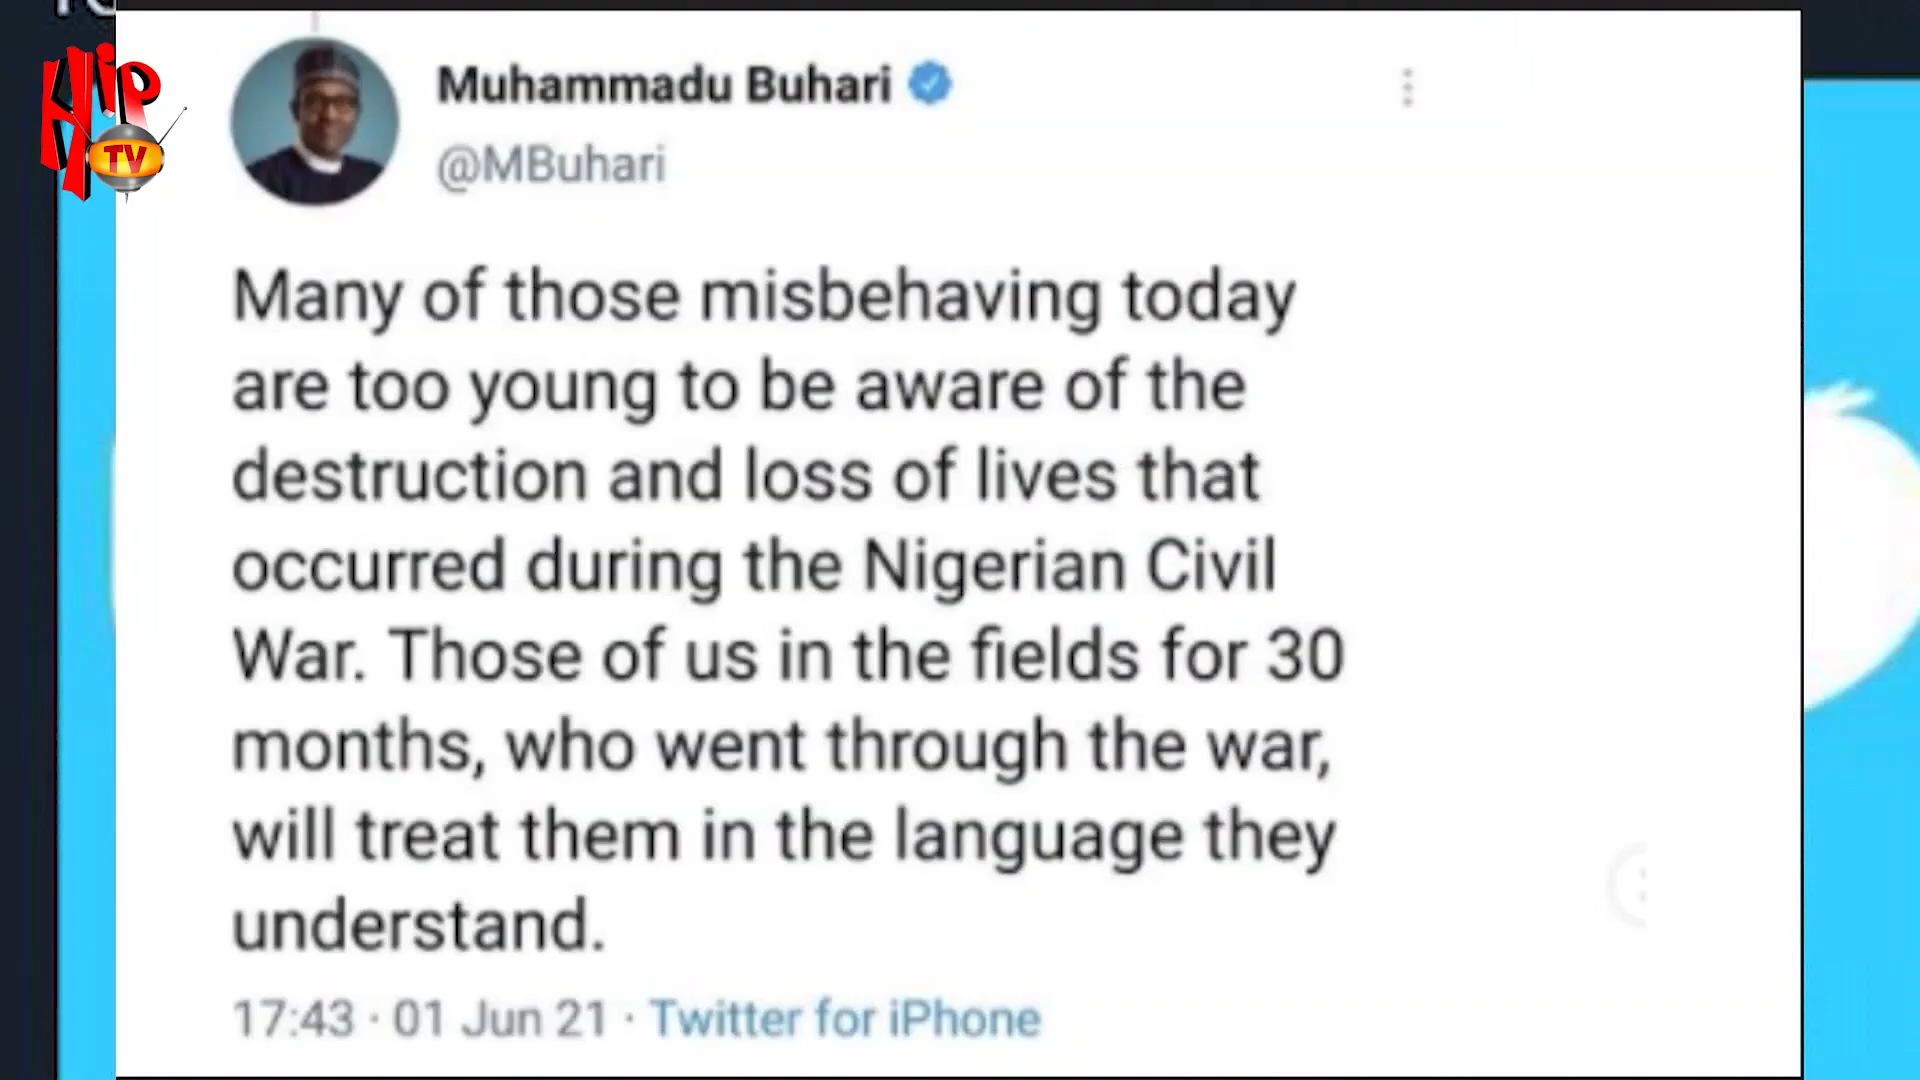 HipTV
Muhammadu Buhari
@MBuhari
Many of those misbehaving today
are too young to be aware of the
destruction and loss of lives that
occurred during the Nigerian Civil
War. Those of us in the fields for 30
months, who went through the war,
will treat them in the language they
understand.
17:43 · 01 Jun 21 · Twitter for iPhone